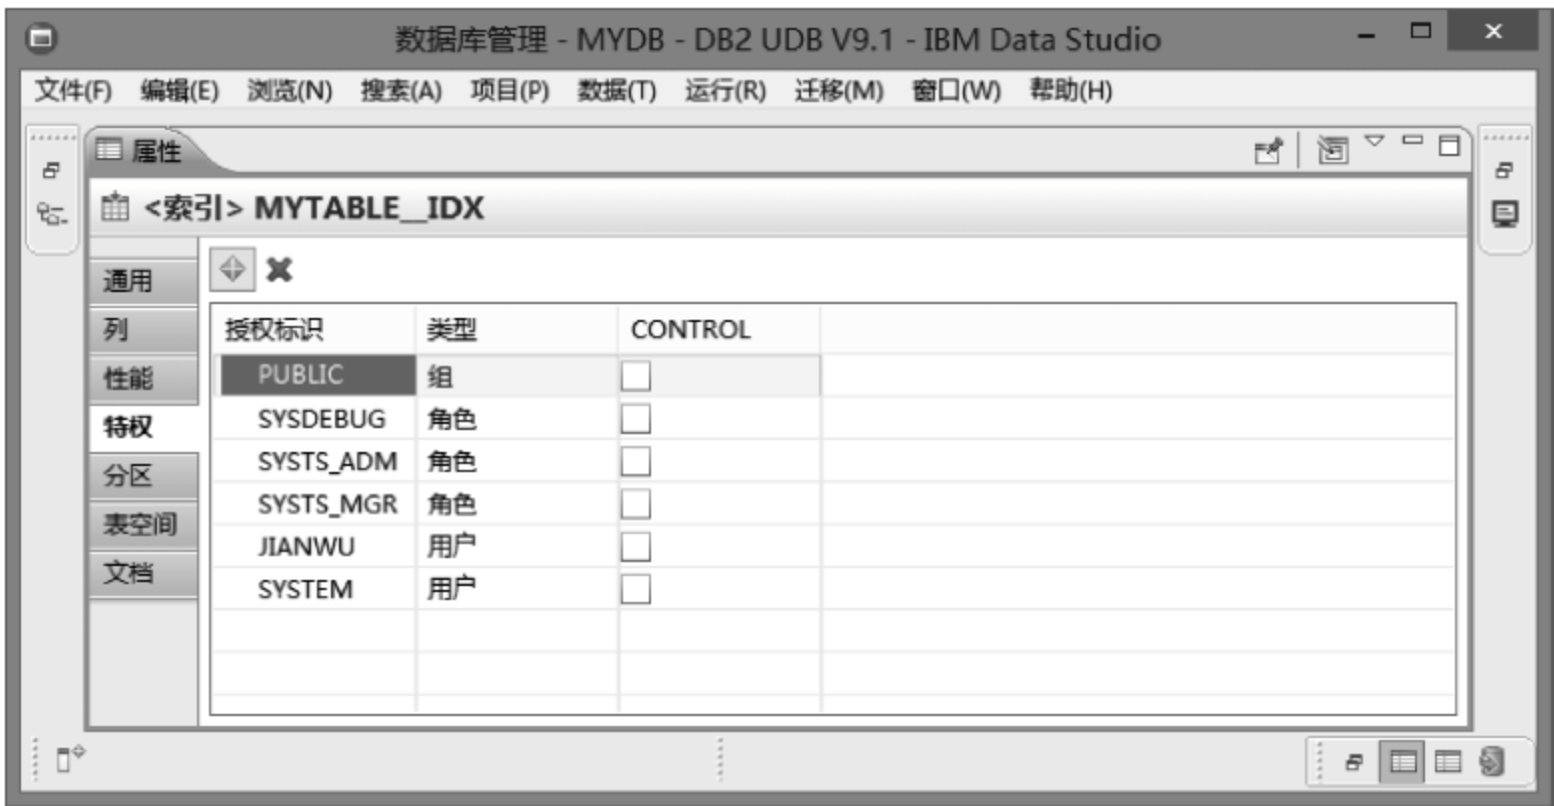 数据库管理 - MYDB - DB2 UDB V9.1 - IBM Data Studio
文件(F) 编辑(E) 浏览(N) 搜索(A) 项目(P) 数据(T) 运行(R) 迁移(M) 窗口(W) 帮助(H)
属性
<索引> MYTABLE__IDX
通用
列
性能
特权
分区
表空间
文档
授权标识 类型 CONTROL
PUBLIC 组
SYSDEBUG 角色
SYSTS_ADM 角色
SYSTS_MGR 角色
JIANWU 用户
SYSTEM 用户